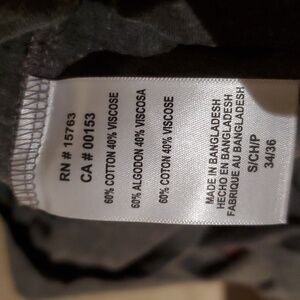 RN # 15763
CA # 00153
60% COTTON 40% VISCOSE
60% ALGODON 40% VISCOSA
60% COTON 40% VISCOSE
MADE IN BANGLADESH
HECHO EN BANGLADESH
FABRIQUE AU BANGLADESH
S/CH/P
34/36